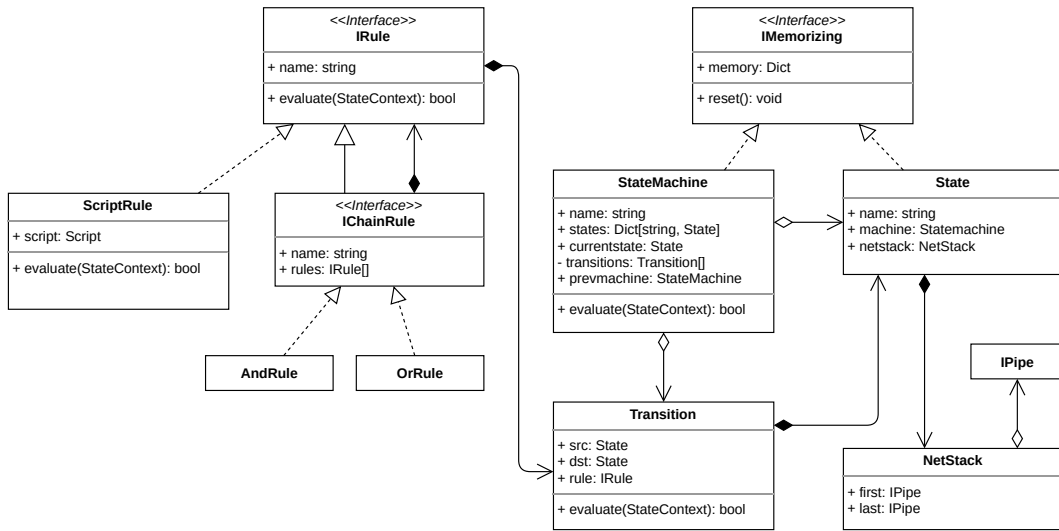 <<Interface>>
IRule
+ name: string
+ evaluate(StateContext): bool
<<Interface>>
IMemorizing
+ memory: Dict
+ reset(): void
ScriptRule
+ script: Script
+ evaluate(StateContext): bool
<<Interface>>
IChainRule
+ name: string
+ rules: IRule[]
StateMachine
+ name: string
+ states: Dict[string, State]
+ currentstate: State
- transitions: Transition[]
+ prevmachine: StateMachine
+ evaluate(StateContext): bool
State
+ name: string
+ machine: Statemachine
+ netstack: NetStack
AndRule
OrRule
IPipe
Transition
+ src: State
+ dst: State
+ rule: IRule
+ evaluate(StateContext): bool
NetStack
+ first: IPipe
+ last: IPipe